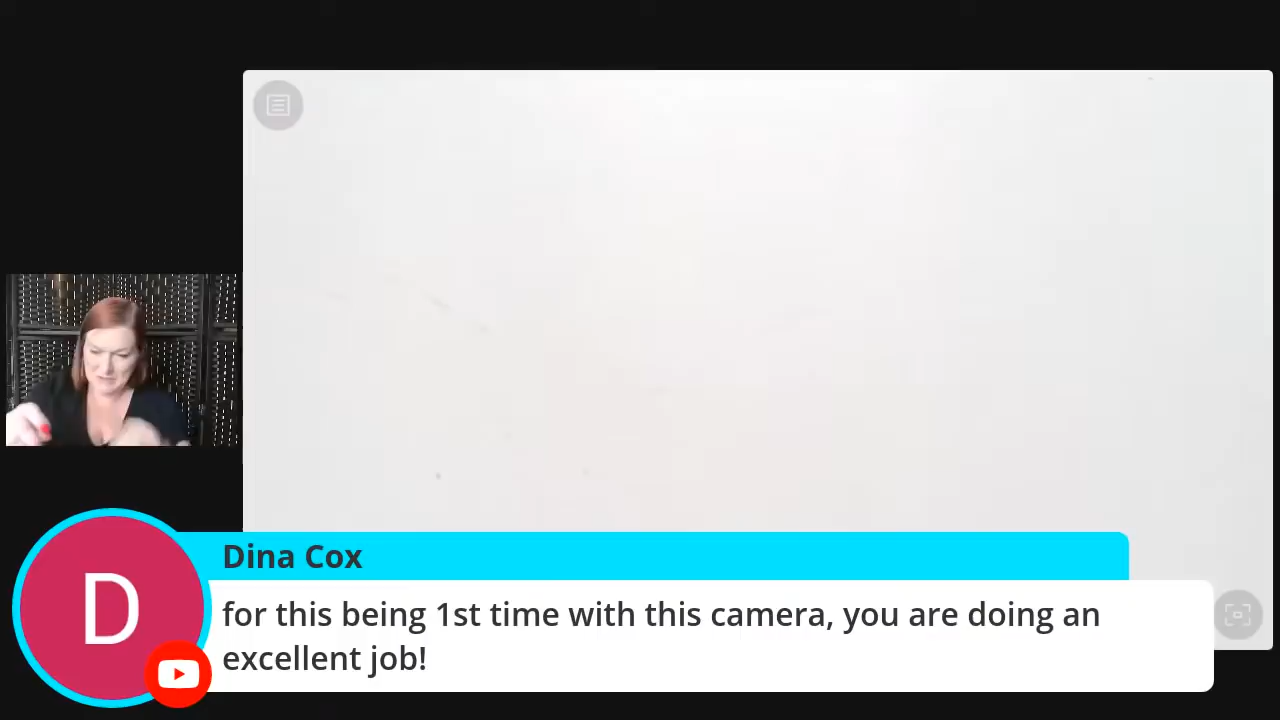 Dina Cox
for this being 1st time with this camera, you are doing an
excellent job!
D